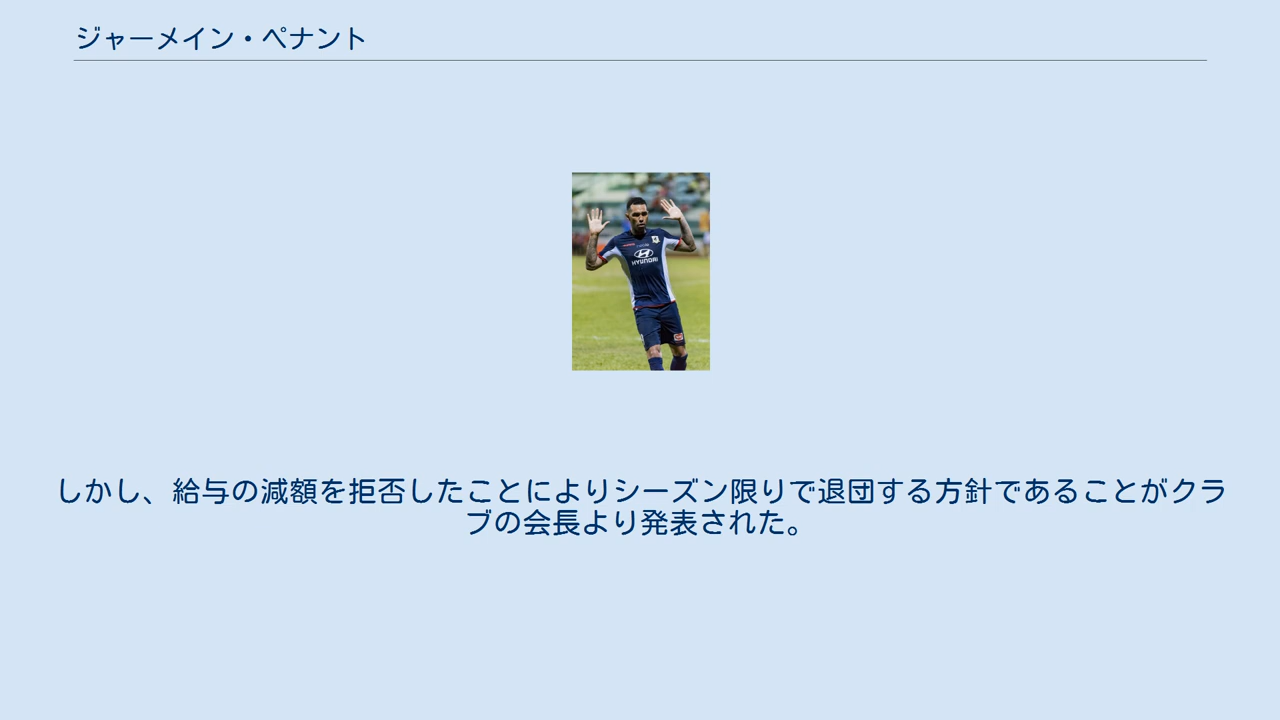 ジャーメイン・ペナント
HYUNDAI
しかし、給与の減額を拒否したことによりシーズン限りで退団する方針であることがクラ
ブの会長より発表された。